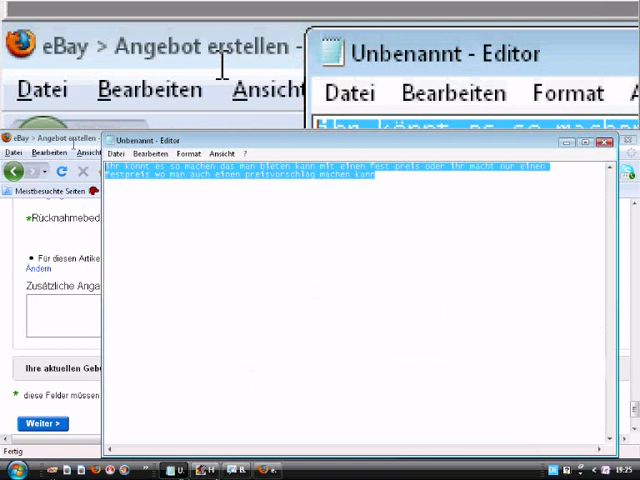 eBay > Angebot erstellen -
Unbenannt - Editor
Datei Bearbeiten Ansicht
Datei Bearbeiten Format A
eBay > Angebot erstellen -
Unbenannt - Editor
Datei Bearbeiten Ansicht
Datei Bearbeiten Format Ansicht ?
Ihr könnt es so machen das man bieten kann mit einen fest preis oder ihr macht nur einen
festpreis wo man auch einen preisvorschlag machen kann
Meistbesuchte Seiten
*Rücknahmebed
Für diesen Artike
Ändern
Zusätzliche Anga
Ihre aktuellen Gebü
* diese Felder müssen
Weiter >
Fertig
19:25